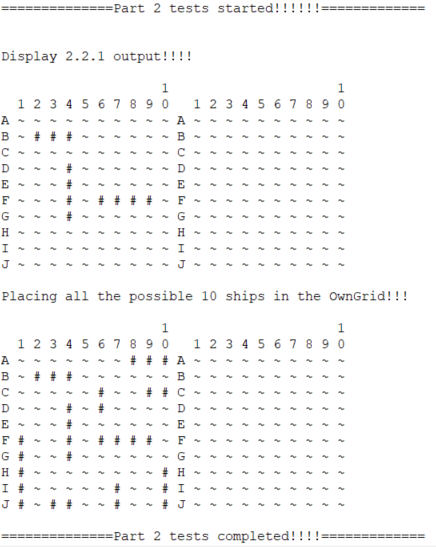 ==============Part 2 tests started!!!!!!=============
Display 2.2.1 output!!!!
                    1                     1
  1 2 3 4 5 6 7 8 9 0   1 2 3 4 5 6 7 8 9 0
A ~ ~ ~ ~ ~ ~ ~ ~ ~ ~ A ~ ~ ~ ~ ~ ~ ~ ~ ~ ~
B ~ # # # ~ ~ ~ ~ ~ ~ B ~ ~ ~ ~ ~ ~ ~ ~ ~ ~
C ~ ~ ~ ~ ~ ~ ~ ~ ~ ~ C ~ ~ ~ ~ ~ ~ ~ ~ ~ ~
D ~ ~ ~ # ~ ~ ~ ~ ~ ~ D ~ ~ ~ ~ ~ ~ ~ ~ ~ ~
E ~ ~ ~ # ~ ~ ~ ~ ~ ~ E ~ ~ ~ ~ ~ ~ ~ ~ ~ ~
F ~ ~ ~ # ~ # # # # ~ F ~ ~ ~ ~ ~ ~ ~ ~ ~ ~
G ~ ~ ~ # ~ ~ ~ ~ ~ ~ G ~ ~ ~ ~ ~ ~ ~ ~ ~ ~
H ~ ~ ~ ~ ~ ~ ~ ~ ~ ~ H ~ ~ ~ ~ ~ ~ ~ ~ ~ ~
I ~ ~ ~ ~ ~ ~ ~ ~ ~ ~ I ~ ~ ~ ~ ~ ~ ~ ~ ~ ~
J ~ ~ ~ ~ ~ ~ ~ ~ ~ ~ J ~ ~ ~ ~ ~ ~ ~ ~ ~ ~
Placing all the possible 10 ships in the OwnGrid!!!
                    1                     1
  1 2 3 4 5 6 7 8 9 0   1 2 3 4 5 6 7 8 9 0
A ~ ~ ~ ~ ~ ~ ~ # # # A ~ ~ ~ ~ ~ ~ ~ ~ ~ ~
B ~ # # # ~ ~ ~ ~ ~ ~ B ~ ~ ~ ~ ~ ~ ~ ~ ~ ~
C ~ ~ ~ ~ ~ # ~ ~ # # C ~ ~ ~ ~ ~ ~ ~ ~ ~ ~
D ~ ~ ~ # ~ # ~ ~ ~ ~ D ~ ~ ~ ~ ~ ~ ~ ~ ~ ~
E ~ ~ ~ # ~ ~ ~ ~ ~ ~ E ~ ~ ~ ~ ~ ~ ~ ~ ~ ~
F # ~ ~ # ~ # # # # ~ F ~ ~ ~ ~ ~ ~ ~ ~ ~ ~
G # ~ ~ # ~ ~ ~ ~ ~ ~ G ~ ~ ~ ~ ~ ~ ~ ~ ~ ~
H # ~ ~ ~ ~ ~ ~ ~ ~ # H ~ ~ ~ ~ ~ ~ ~ ~ ~ ~
I # ~ ~ ~ ~ ~ # ~ ~ # I ~ ~ ~ ~ ~ ~ ~ ~ ~ ~
J # ~ # # ~ ~ # ~ ~ # J ~ ~ ~ ~ ~ ~ ~ ~ ~ ~
==============Part 2 tests completed!!!!=============